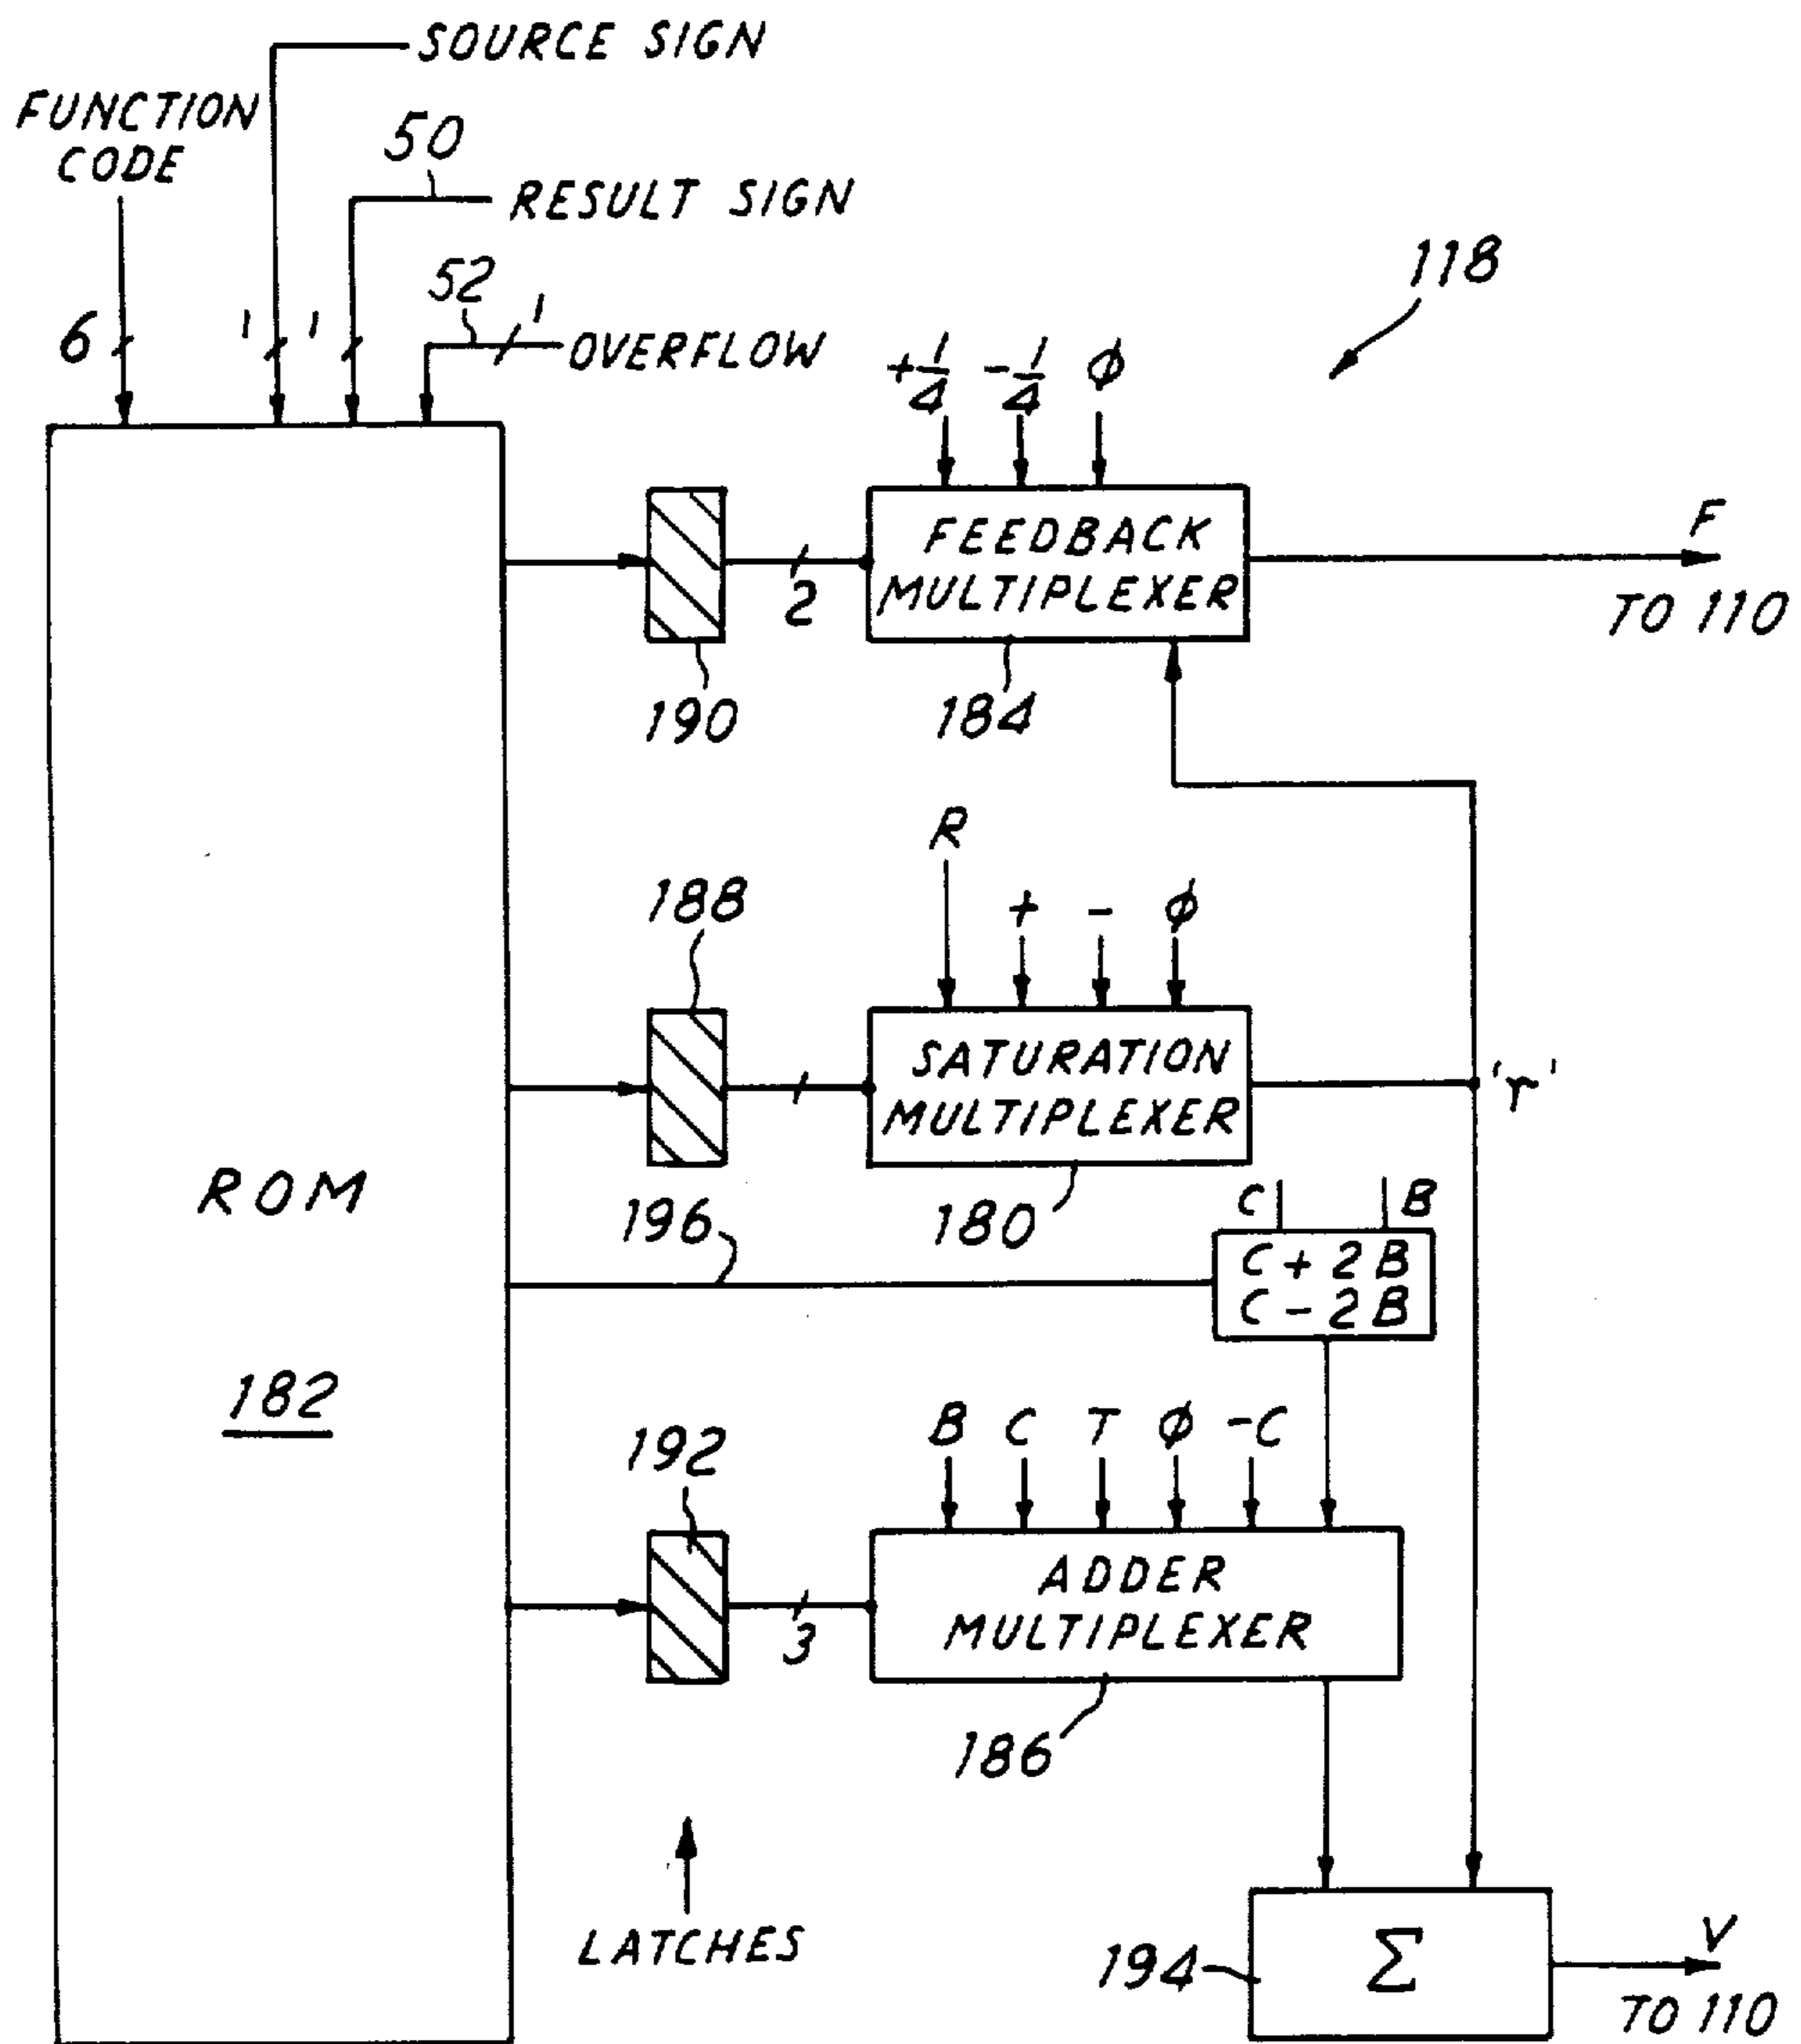 SOURCE SIGN
FUNCTION
CODE
50
RESULT SIGN
52
1
OVERFLOW
6
1
1
118
+1/4
-1/4
φ
FEEDBACK
MULTIPLEXER
F
TO 110
2
190
184
R
+
-
φ
188
SATURATION
MULTIPLEXER
'r'
180
196
C
B
C + 2B
C - 2B
ROM
182
B
C
T
φ
-C
192
ADDER
MULTIPLEXER
3
186
LATCHES
194
Σ
V
TO 110